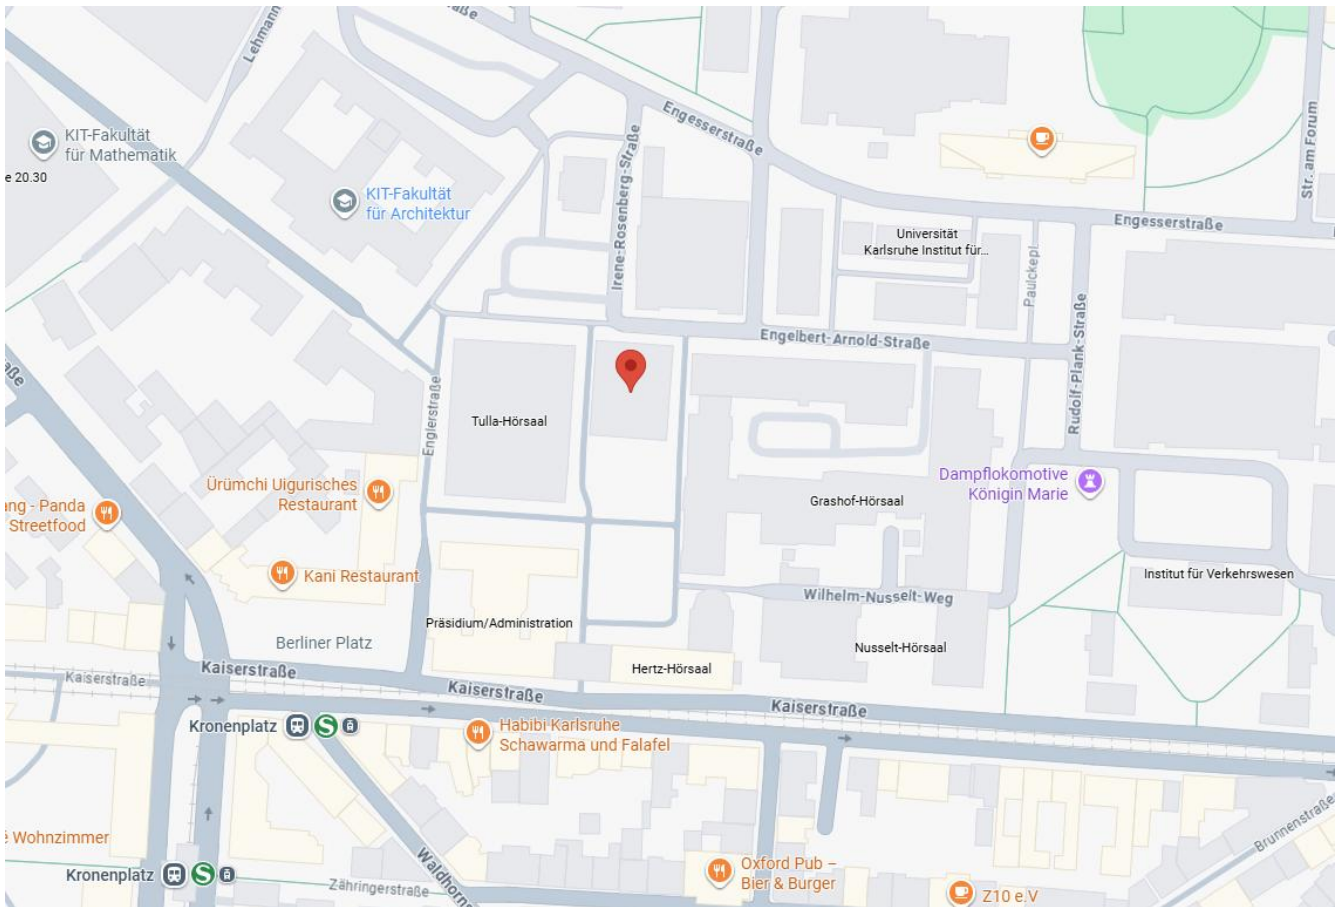 Lehmann
aße
Engesserstraße
Str. am Forum
KIT-Fakultät
für Mathematik
e 20.30
KIT-Fakultät
für Architektur
Irene-Rosenberg-Straße
Engesserstraße
Universität
Karlsruhe Institut für...
Paulckepl.
Rudolf-Plank-Straße
Engelbert-Arnold-Straße
aße
Englerstraße
Tulla-Hörsaal
Ürümchi Uigurisches
Restaurant
ang - Panda
Streetfood
Grashof-Hörsaal
Dampflokomotive
Königin Marie
Kani Restaurant
Institut für Verkehrswesen
Wilhelm-Nusselt-Weg
Präsidium/Administration
Berliner Platz
Nusselt-Hörsaal
Hertz-Hörsaal
Kaiserstraße
Kaiserstraße
Kaiserstraße
Kaiserstraße
Kronenplatz
S
Habibi Karlsruhe
Schawarma und Falafel
Wohnzimmer
Brunnenstraße
Waldhorns
Oxford Pub –
Bier & Burger
Kronenplatz
S
Zähringerstraße
Z10 e.V